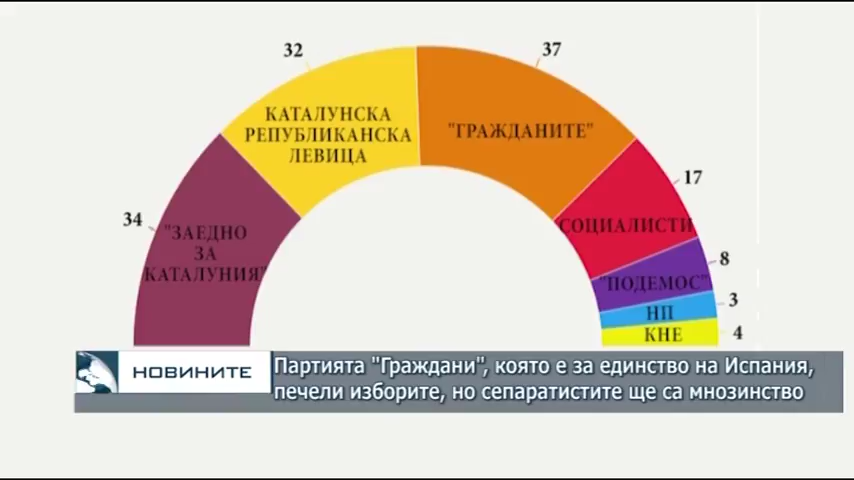 32
37
КАТАЛУНСКА
РЕПУБЛИКАНСКА
ЛЕВИЦА
"ГРАЖДАНИТЕ"
17
34
"ЗАЕДНО
ЗА
КАТАЛУНИЯ"
СОЦИАЛИСТИ
8
"ПОДЕМОС"
3
НП
КНЕ
4
НОВИНИТЕ
Партията "Граждани", която е за единство на Испания,
печели изборите, но сепаратистите ще са мнозинство